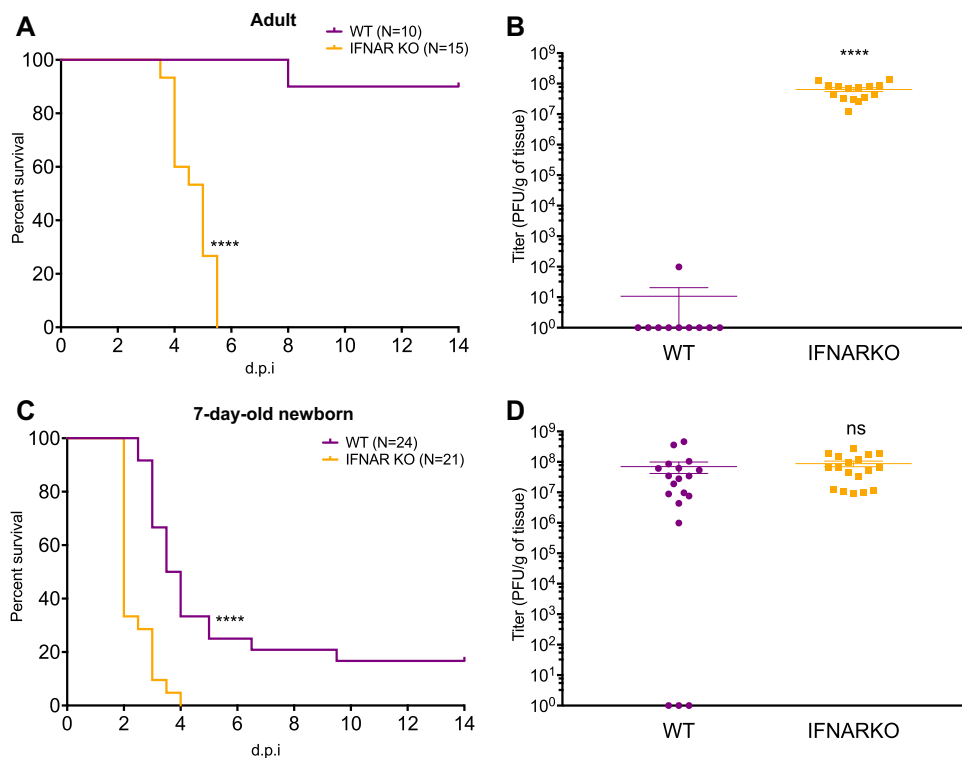 A
Adult
WT (N=10)
IFNAR KO (N=15)
Percent survival
100
80
60
40
20
0
****
0 2 4 6 8 10 12 14
d.p.i
B
Titer (PFU/g of tissue)
10⁹
10⁸
10⁷
10⁶
10⁵
10⁴
10³
10²
10¹
10⁰
****
WT IFNARKO
C
7-day-old newborn
WT (N=24)
IFNAR KO (N=21)
Percent survival
100
80
60
40
20
0
****
0 2 4 6 8 10 12 14
d.p.i
D
Titer (PFU/g of tissue)
10⁹
10⁸
10⁷
10⁶
10⁵
10⁴
10³
10²
10¹
10⁰
ns
WT IFNARKO